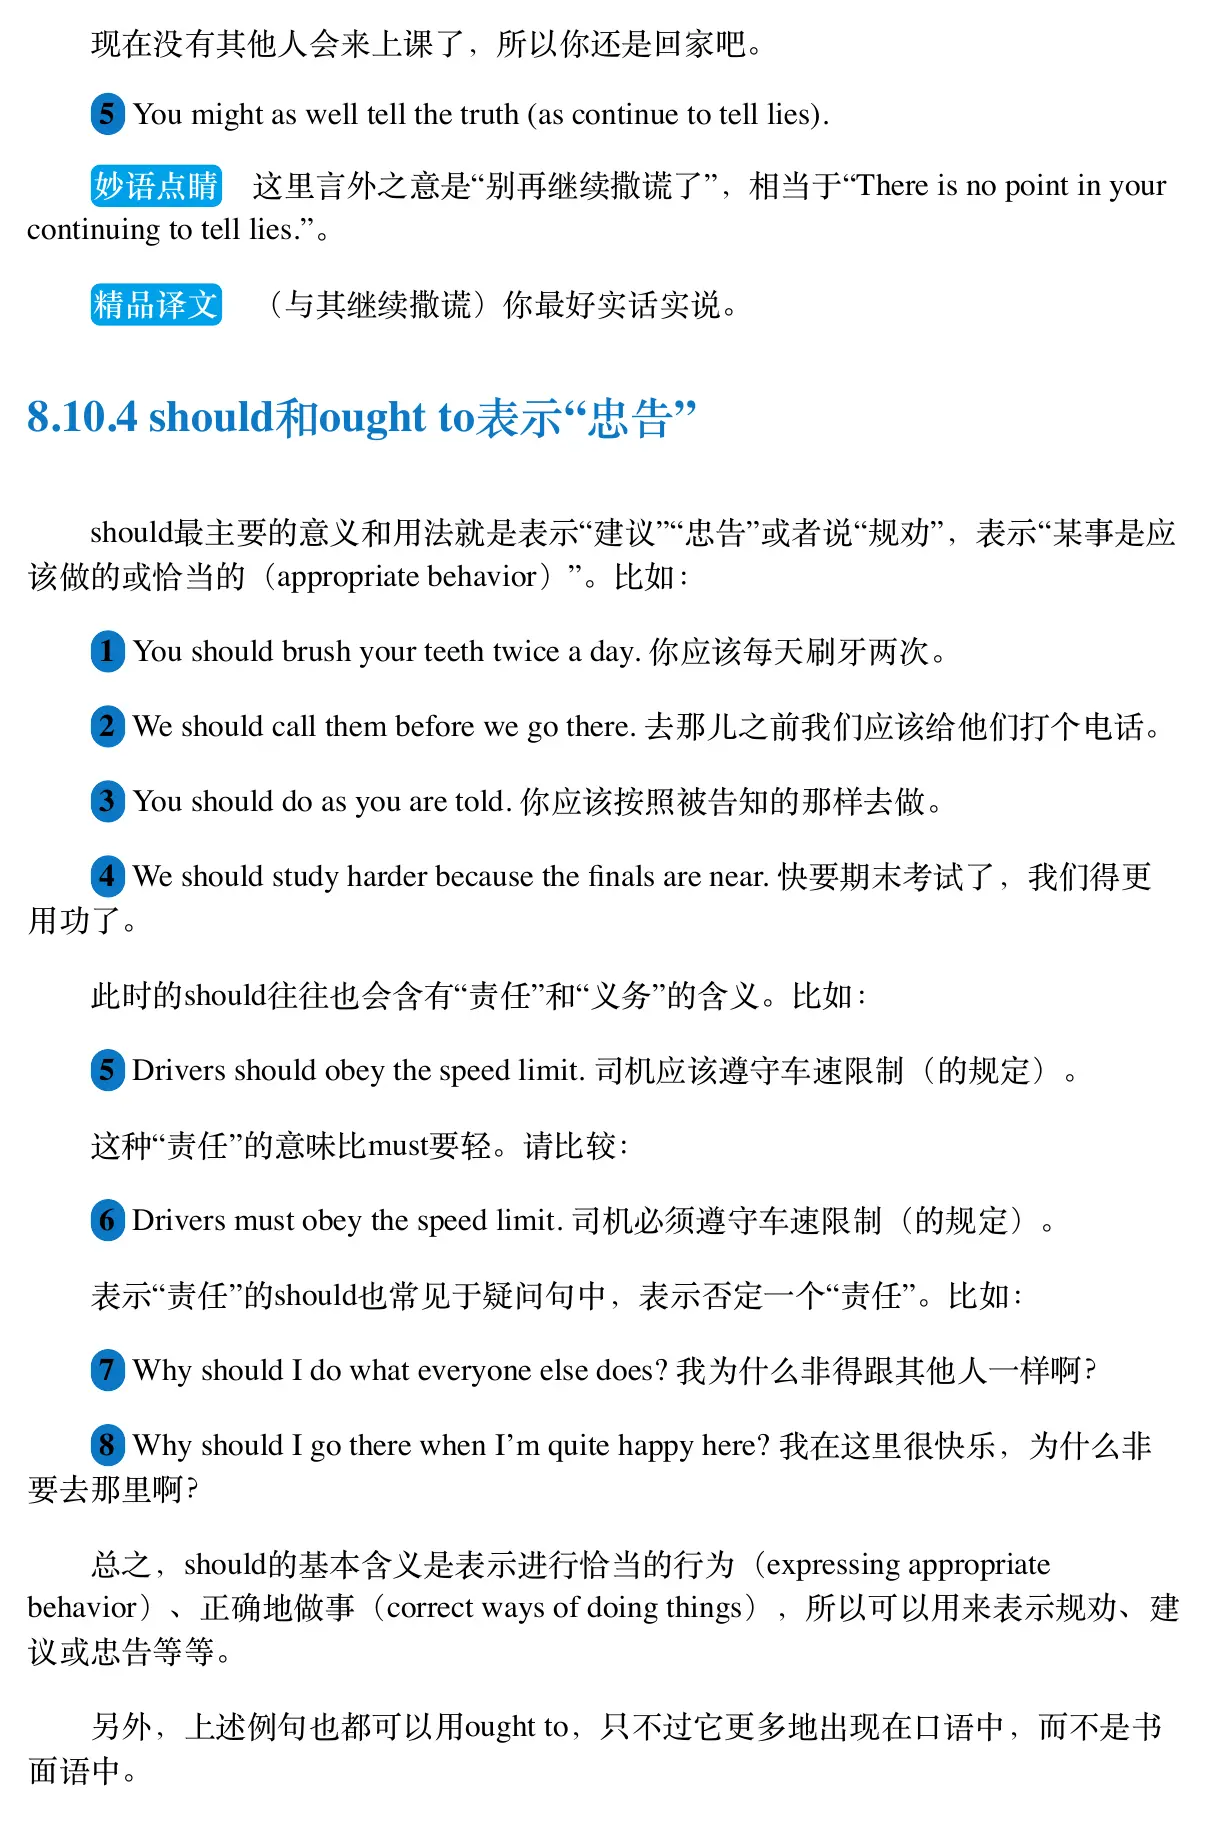 现在没有其他人会来上课了，所以你还是回家吧。
5 You might as well tell the truth (as continue to tell lies).
妙语点睛 这里言外之意是“别再继续撒谎了”，相当于“There is no point in your
continuing to tell lies.”。
精品译文 （与其继续撒谎）你最好实话实说。
8.10.4 should和ought to表示“忠告”
should最主要的意义和用法就是表示“建议”“忠告”或者说“规劝”，表示“某事是应
该做的或恰当的（appropriate behavior）”。比如：
1 You should brush your teeth twice a day. 你应该每天刷牙两次。
2 We should call them before we go there. 去那儿之前我们应该给他们打个电话。
3 You should do as you are told. 你应该按照被告知的那样去做。
4 We should study harder because the finals are near. 快要期末考试了，我们得更
用功了。
此时的should往往也会含有“责任”和“义务”的含义。比如：
5 Drivers should obey the speed limit. 司机应该遵守车速限制（的规定）。
这种“责任”的意味比must要轻。请比较：
6 Drivers must obey the speed limit. 司机必须遵守车速限制（的规定）。
表示“责任”的should也常见于疑问句中，表示否定一个“责任”。比如：
7 Why should I do what everyone else does? 我为什么非得跟其他人一样啊？
8 Why should I go there when I’m quite happy here? 我在这里很快乐，为什么非
要去那里啊？
总之，should的基本含义是表示进行恰当的行为（expressing appropriate
behavior）、正确地做事（correct ways of doing things），所以可以用来表示规劝、建
议或忠告等等。
另外，上述例句也都可以用ought to，只不过它更多地出现在口语中，而不是书
面语中。